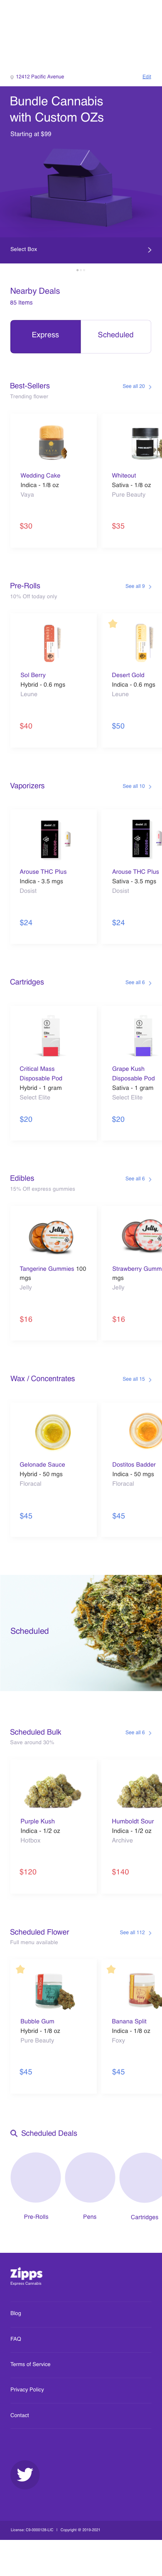 12412 Pacific Avenue
Edit
Bundle Cannabis
with Custom OZs
Starting at $99
Select Box
Nearby Deals
85 Items
Express
Scheduled
Best-Sellers
See all 20
Trending flower
Wedding Cake
Indica - 1/8 oz
Vaya
$30
Whiteout
Sativa - 1/8 oz
Pure Beauty
$35
Pre-Rolls
See all 9
10% Off today only
Sol Berry
Hybrid - 0.6 mgs
Leune
$40
Desert Gold
Indica - 0.6 mgs
Leune
$50
Vaporizers
See all 10
Arouse THC Plus
Indica - 3.5 mgs
Dosist
$24
Arouse THC Plus
Sativa - 3.5 mgs
Dosist
$24
Cartridges
See all 6
Critical Mass
Disposable Pod
Hybrid - 1 gram
Select Elite
$20
Grape Kush
Disposable Pod
Sativa - 1 gram
Select Elite
$20
Edibles
See all 6
15% Off express gummies
Jelly
Tangerine Gummies 100
mgs
Jelly
$16
Jelly
Strawberry Gumm
mgs
Jelly
$16
Wax / Concentrates
See all 15
Gelonade Sauce
Hybrid - 50 mgs
Floracal
$45
Dositos Badder
Indica - 50 mgs
Floracal
$45
Scheduled
Scheduled Bulk
See all 6
Save around 30%
Purple Kush
Indica - 1/2 oz
Hotbox
$120
Humboldt Sour
Indica - 1/2 oz
Archive
$140
Scheduled Flower
See all 112
Full menu available
Bubble Gum
Hybrid - 1/8 oz
Pure Beauty
$45
Banana Split
Indica - 1/8 oz
Foxy
$45
Scheduled Deals
Pre-Rolls
Pens
Cartridges
Zipps
Express Cannabis
Blog
FAQ
Terms of Service
Privacy Policy
Contact
License: C9-0000128-LIC | Copyright © 2016-2021